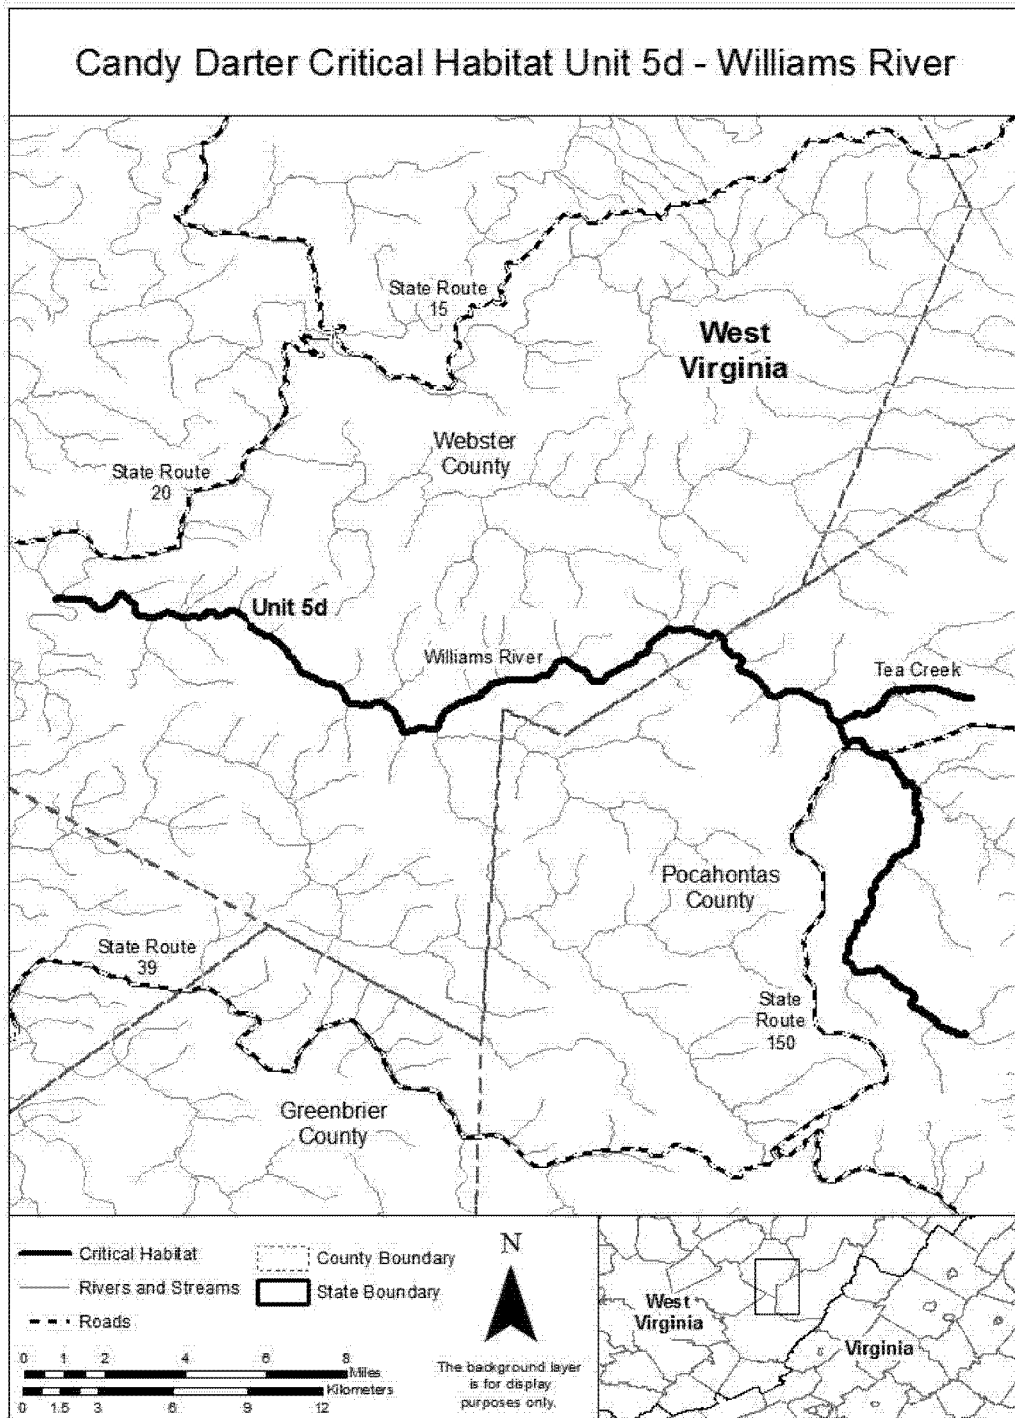 Candy Darter Critical Habitat Unit 5d - Williams River
State Route
15
West
Virginia
Webster
County
State Route
20
Unit 5d
Williams River
Tea Creek
Pocahontas
County
State Route
39
State
Route
150
Greenbrier
County
Critical Habitat
Rivers and Streams
Roads
County Boundary
State Boundary
0 1 2 4 6 8
Miles
Kilometers
0 1.5 3 6 9 12
N
The background layer
is for display
purposes only.
West
Virginia
Virginia